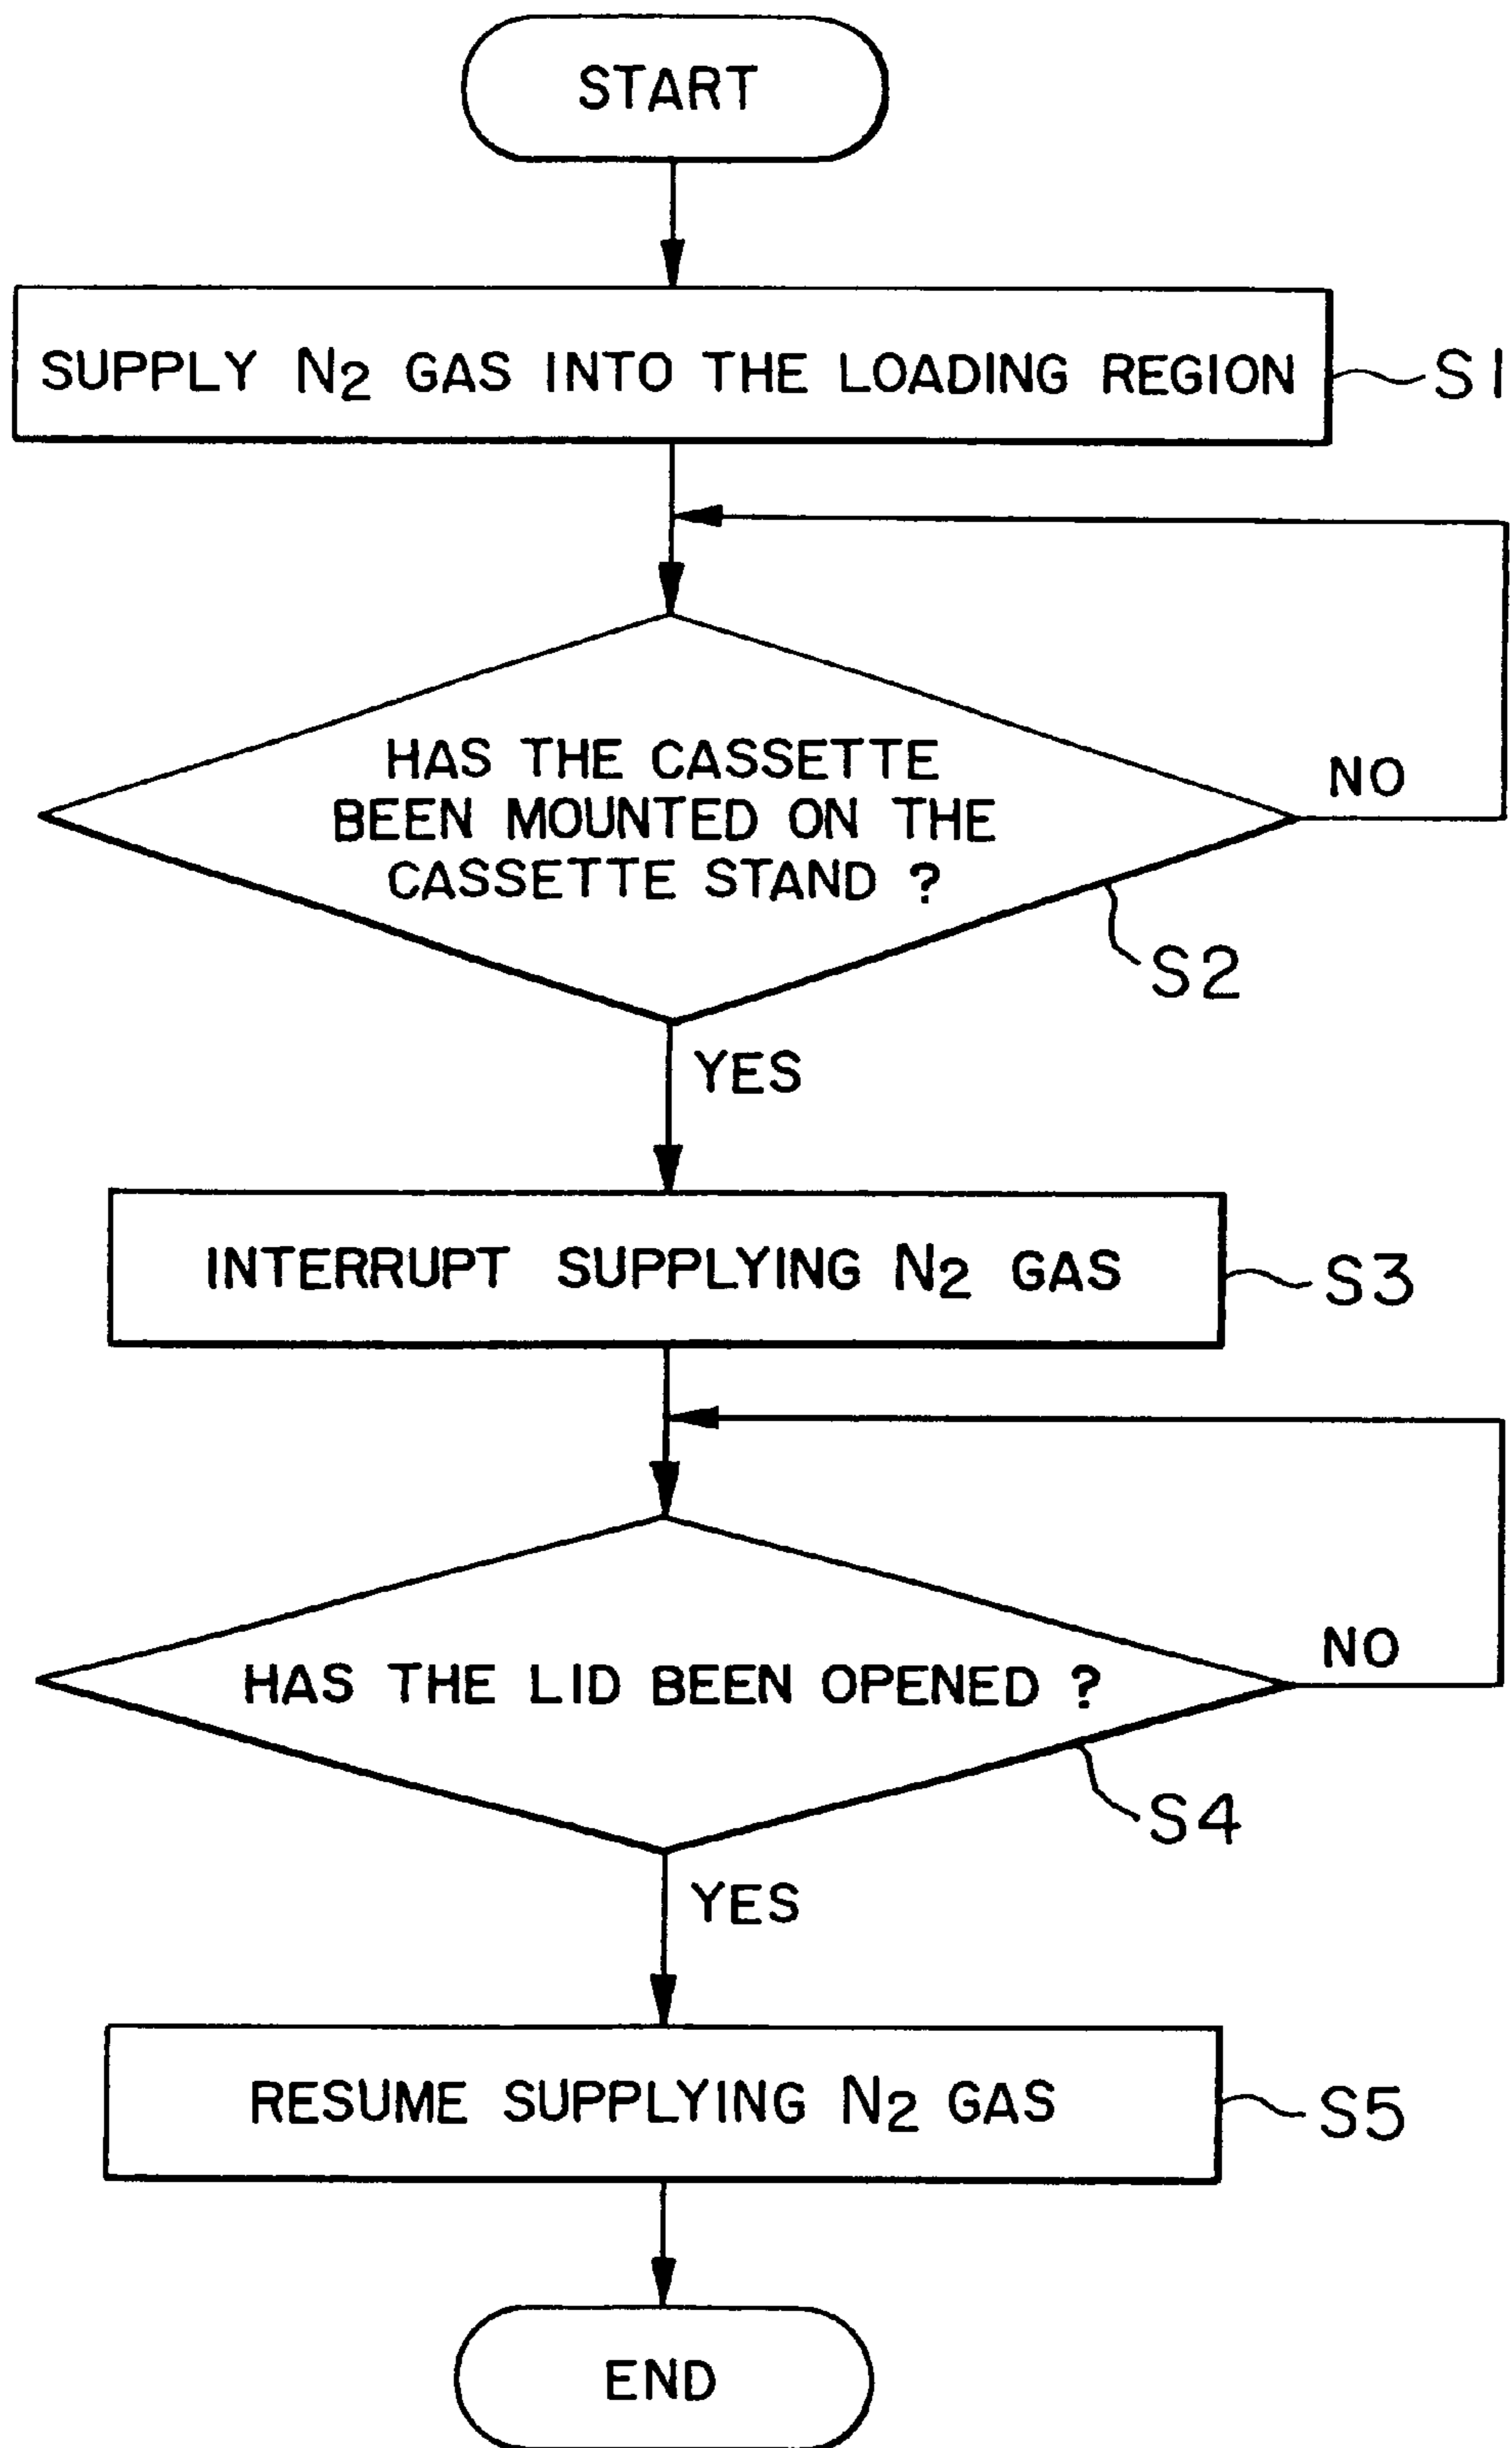 START
SUPPLY N2 GAS INTO THE LOADING REGION
S1
HAS THE CASSETTE
BEEN MOUNTED ON THE
CASSETTE STAND ?
NO
S2
YES
INTERRUPT SUPPLYING N2 GAS
S3
HAS THE LID BEEN OPENED ?
NO
S4
YES
RESUME SUPPLYING N2 GAS
S5
END